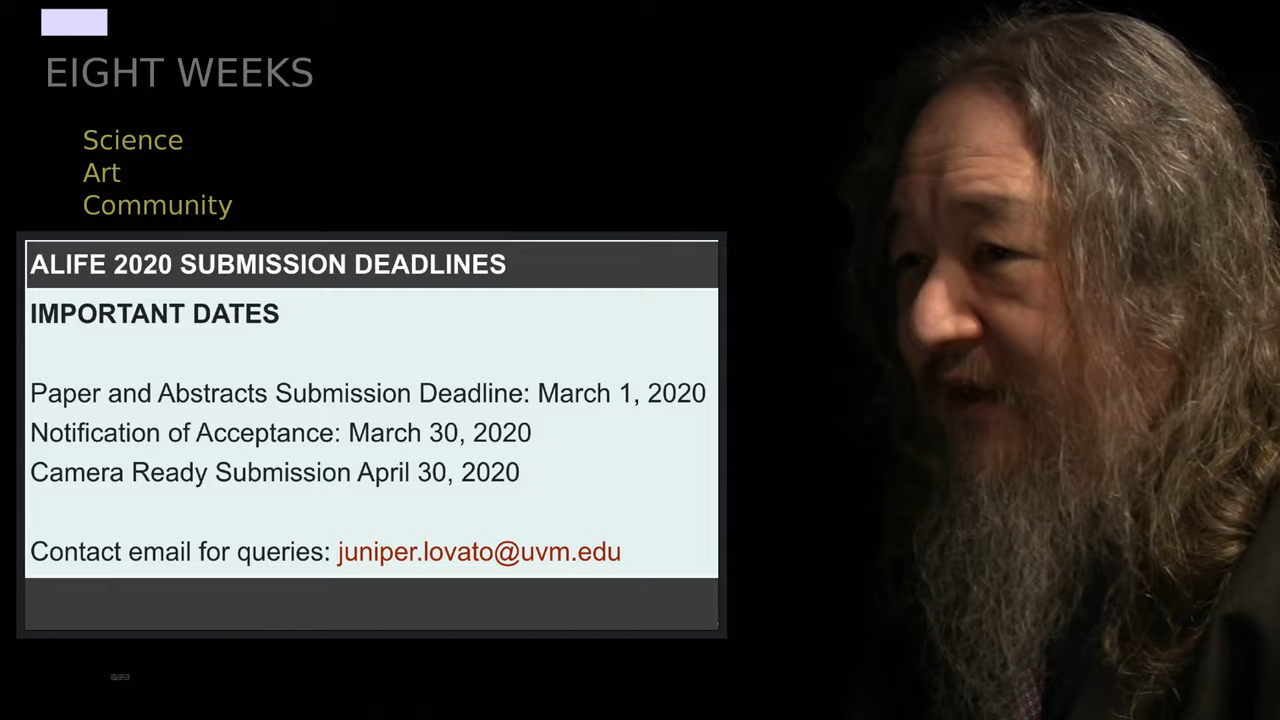 EIGHT WEEKS
Science
Art
Community
ALIFE 2020 SUBMISSION DEADLINES
IMPORTANT DATES
Paper and Abstracts Submission Deadline: March 1, 2020
Notification of Acceptance: March 30, 2020
Camera Ready Submission April 30, 2020
Contact email for queries: juniper.lovato@uvm.edu